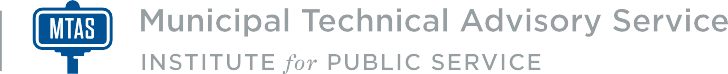 MTAS
Municipal Technical Advisory Service
INSTITUTE for PUBLIC SERVICE